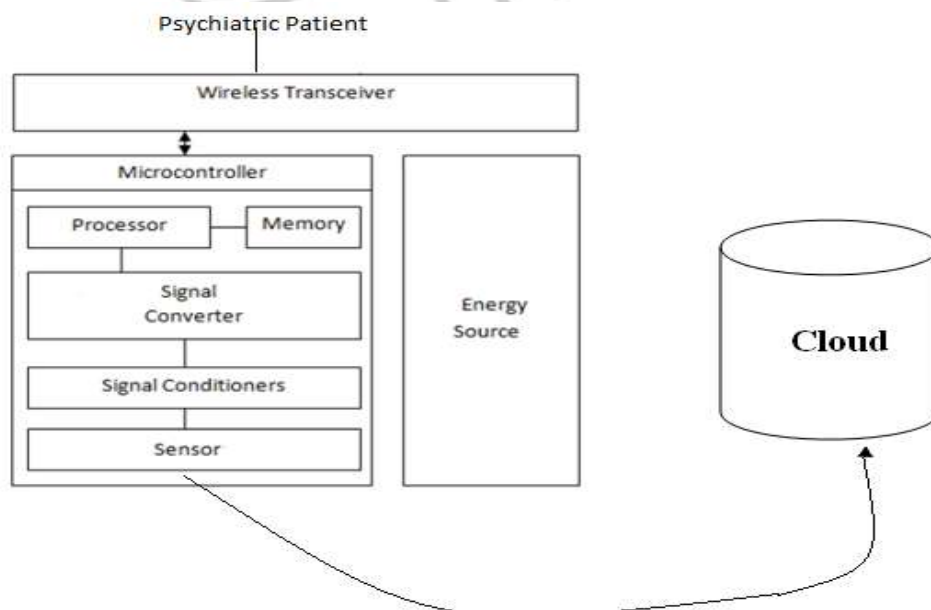 Psychiatric Patient
Wireless Transceiver
Microcontroller
Processor
Memory
Signal
Converter
Signal Conditioners
Sensor
Energy
Source
Cloud